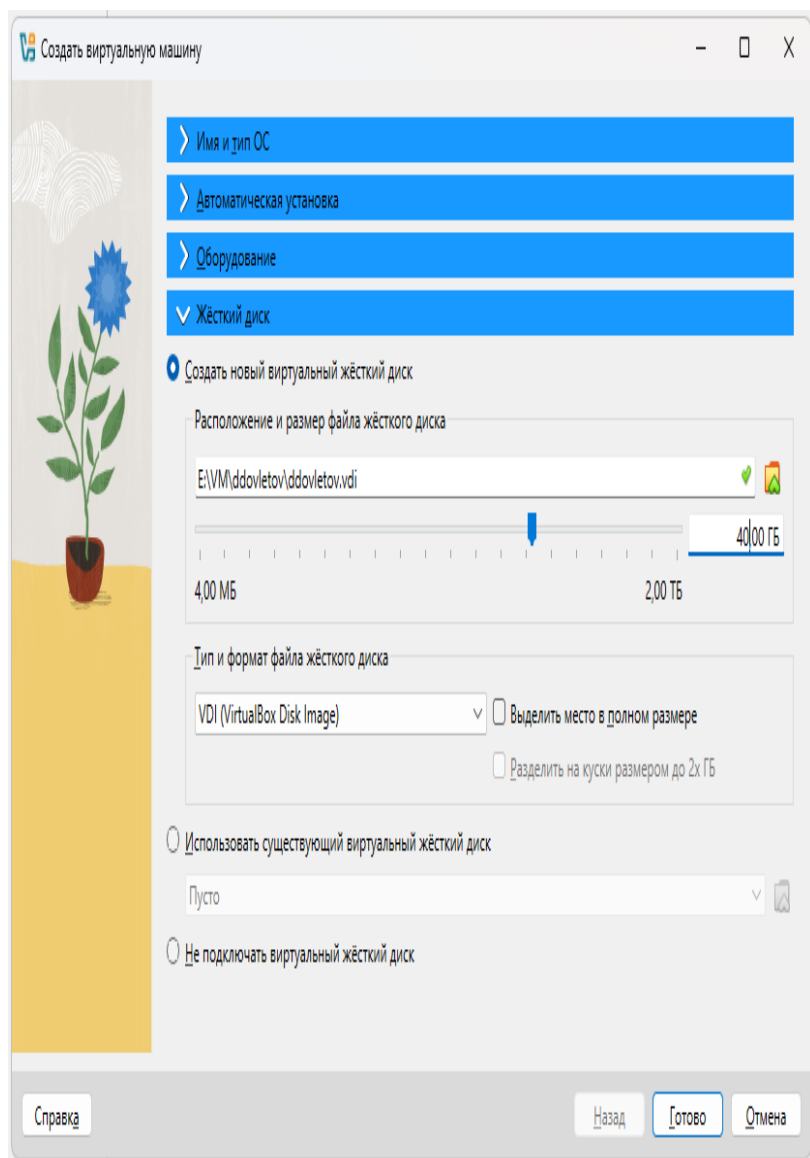 Создать виртуальную машину
Имя и тип ОС
Автоматическая установка
Оборудование
Жёсткий диск
Создать новый виртуальный жёсткий диск
Расположение и размер файла жёсткого диска
E:\VM\ddovletov\ddovletov.vdi
40,00 ГБ
4,00 МБ 2,00 ТБ
Тип и формат файла жёсткого диска
VDI (VirtualBox Disk Image) Выделить место в полном размере
Разделить на куски размером до 2х ГБ
Использовать существующий виртуальный жёсткий диск
Пусто
Не подключать виртуальный жёсткий диск
Справка Назад Готово Отмена